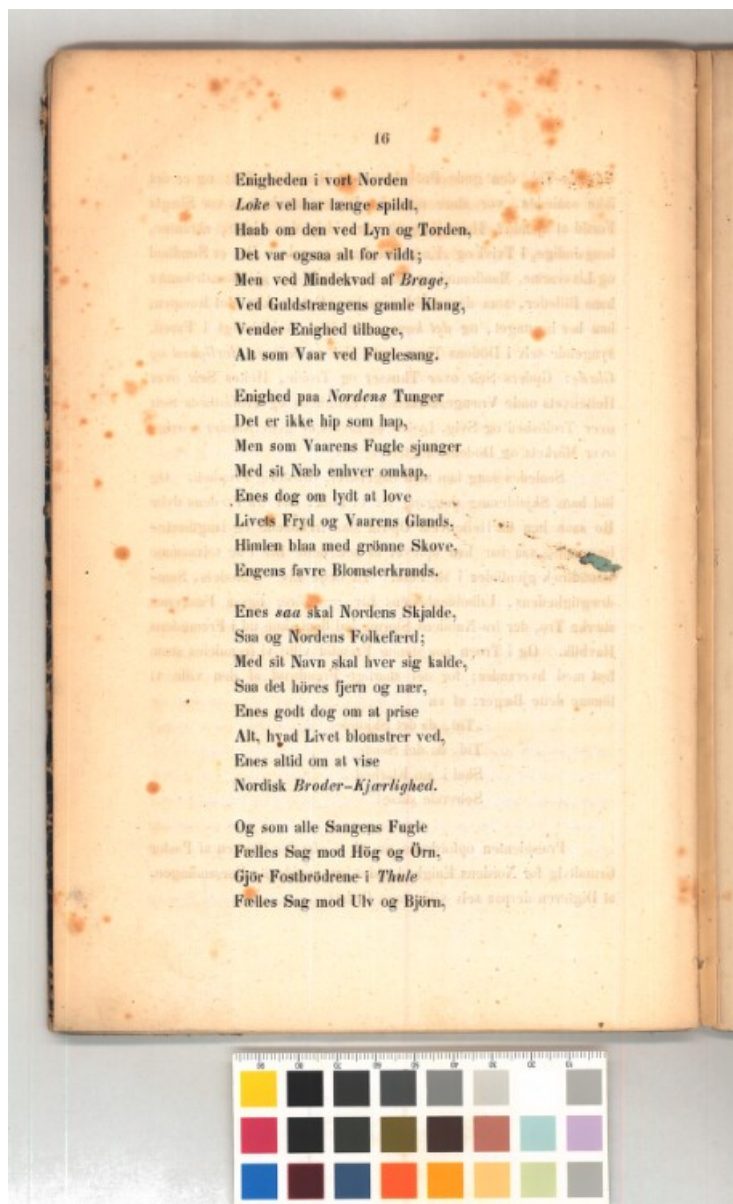 16
Enigheden i vort Norden
Loke vel har længe spildt,
Haab om den ved Lyn og Torden,
Det var ogsaa alt for vildt;
Men ved Mindekvad af Brage,
Ved Guldstrængens gamle Klang,
Vender Enighed tilbage,
Alt som Vaar ved Fuglesang.
Enighed paa Nordens Tunger
Det er ikke hip som hap,
Men som Vaarens Fugle sjunger
Med sit Næb enhver omkap,
Enes dog om lydt at love
Livets Fryd og Vaarens Glands,
Himlen blaa med grönne Skove,
Engens favre Blomsterkrands.
Enes saa skal Nordens Skjalde,
Saa og Nordens Folkefærd;
Med sit Navn skal hver sig kalde,
Saa det höres fjern og nær,
Enes godt dog om at prise
Alt, hvad Livet blomstrer ved,
Enes altid om at vise
Nordisk Broder-Kjærlighed.
Og som alle Sangens Fugle
Fælles Sag mod Hög og Örn,
Gjör Fostbrödrene i Thule
Fælles Sag mod Ulv og Björn,